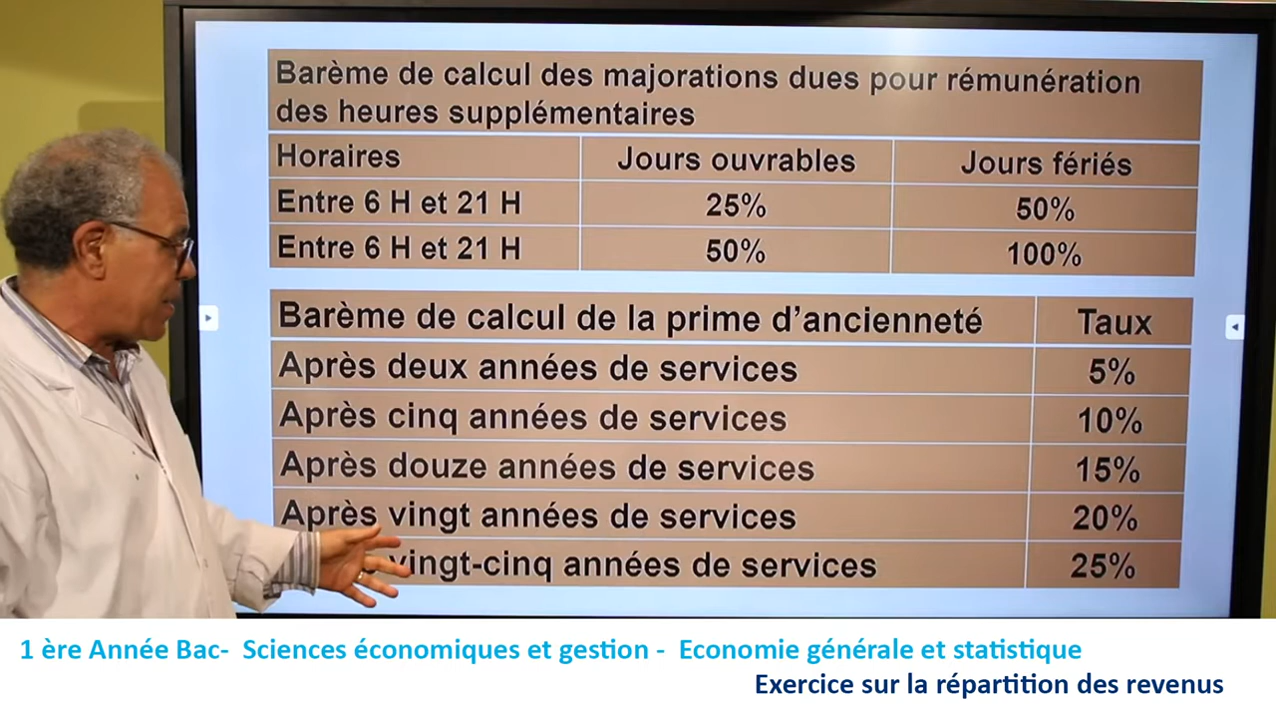 Barème de calcul des majorations dues pour rémunération
des heures supplémentaires
Horaires Jours ouvrables Jours fériés
Entre 6 H et 21 H 25% 50%
Entre 6 H et 21 H 50% 100%
Barème de calcul de la prime d'ancienneté Taux
Après deux années de services 5%
Après cinq années de services 10%
Après douze années de services 15%
Après vingt années de services 20%
vingt-cinq années de services 25%
1 ère Année Bac- Sciences économiques et gestion - Economie générale et statistique
Exercice sur la répartition des revenus